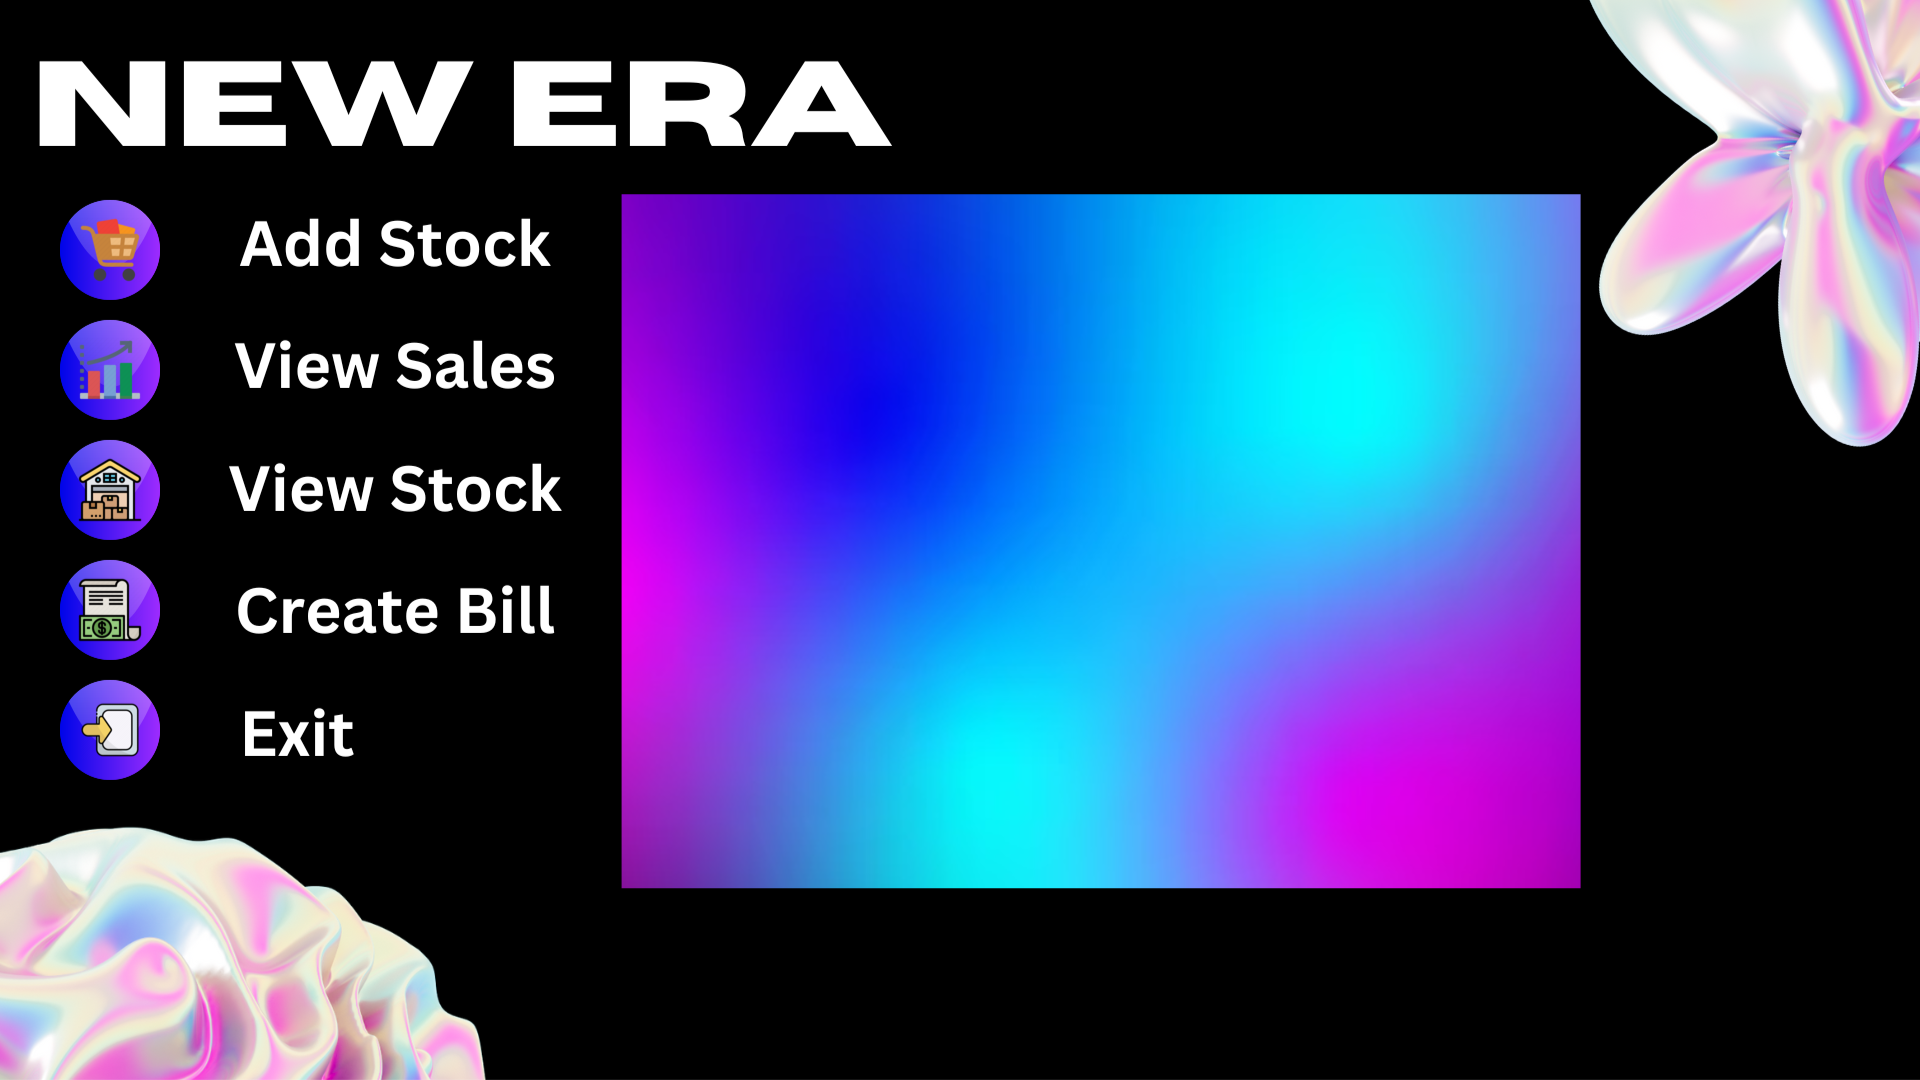 NEW ERA
Add Stock
View Sales
View Stock
Create Bill
Exit